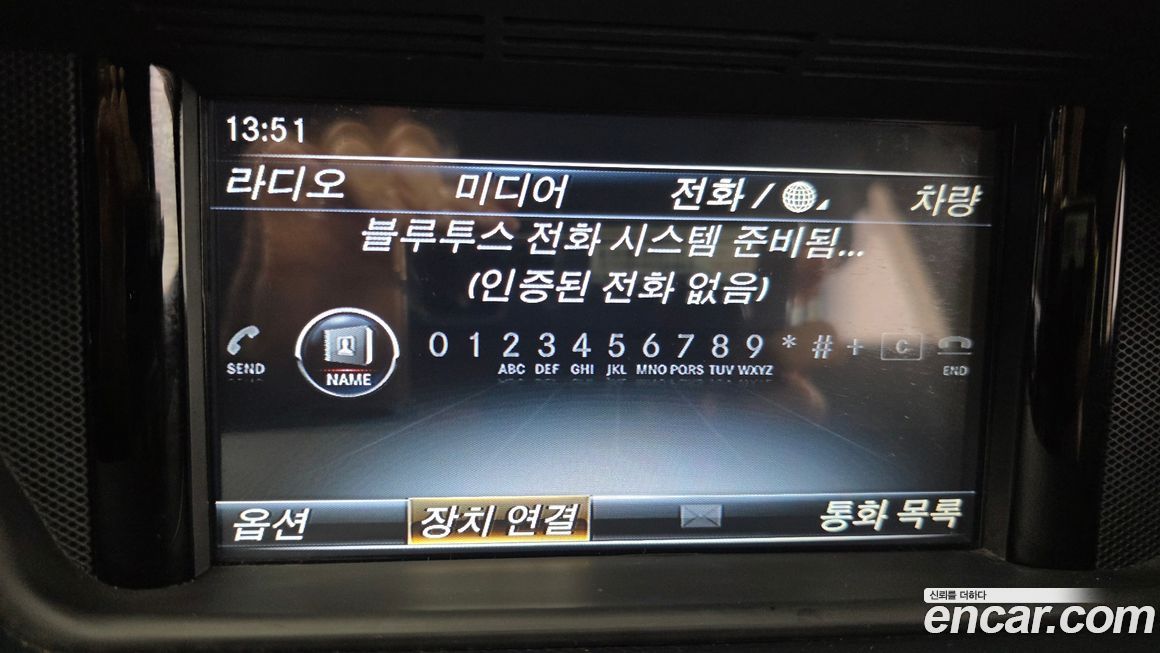 13:51
라디오 미디어 전화 / 차량
블루투스 전화 시스템 준비됨...
(인증된 전화 없음)
SEND NAME 0 1 2 3 4 5 6 7 8 9 * # + C END
ABC DEF GHI JKL MNO PQRS TUV WXYZ
옵션 장치 연결 통화 목록
신뢰를 더하다
encar.com